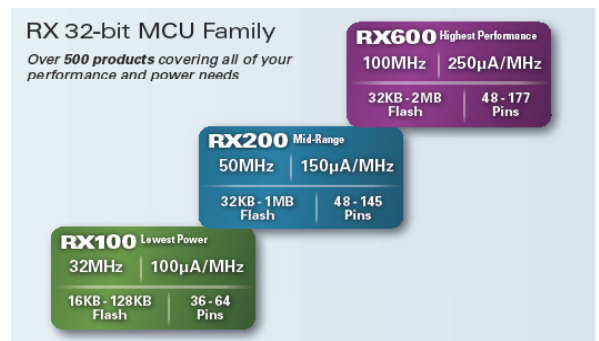 RX 32-bit MCU Family
Over 500 products covering all of your
performance and power needs
RX600 Highest Performance
100MHz 250µA/MHz
32KB-2MB Flash 48-177 Pins
RX200 Mid-Range
50MHz 150µA/MHz
32KB-1MB Flash 48-145 Pins
RX100 Lowest Power
32MHz 100µA/MHz
16KB-128KB Flash 36-64 Pins